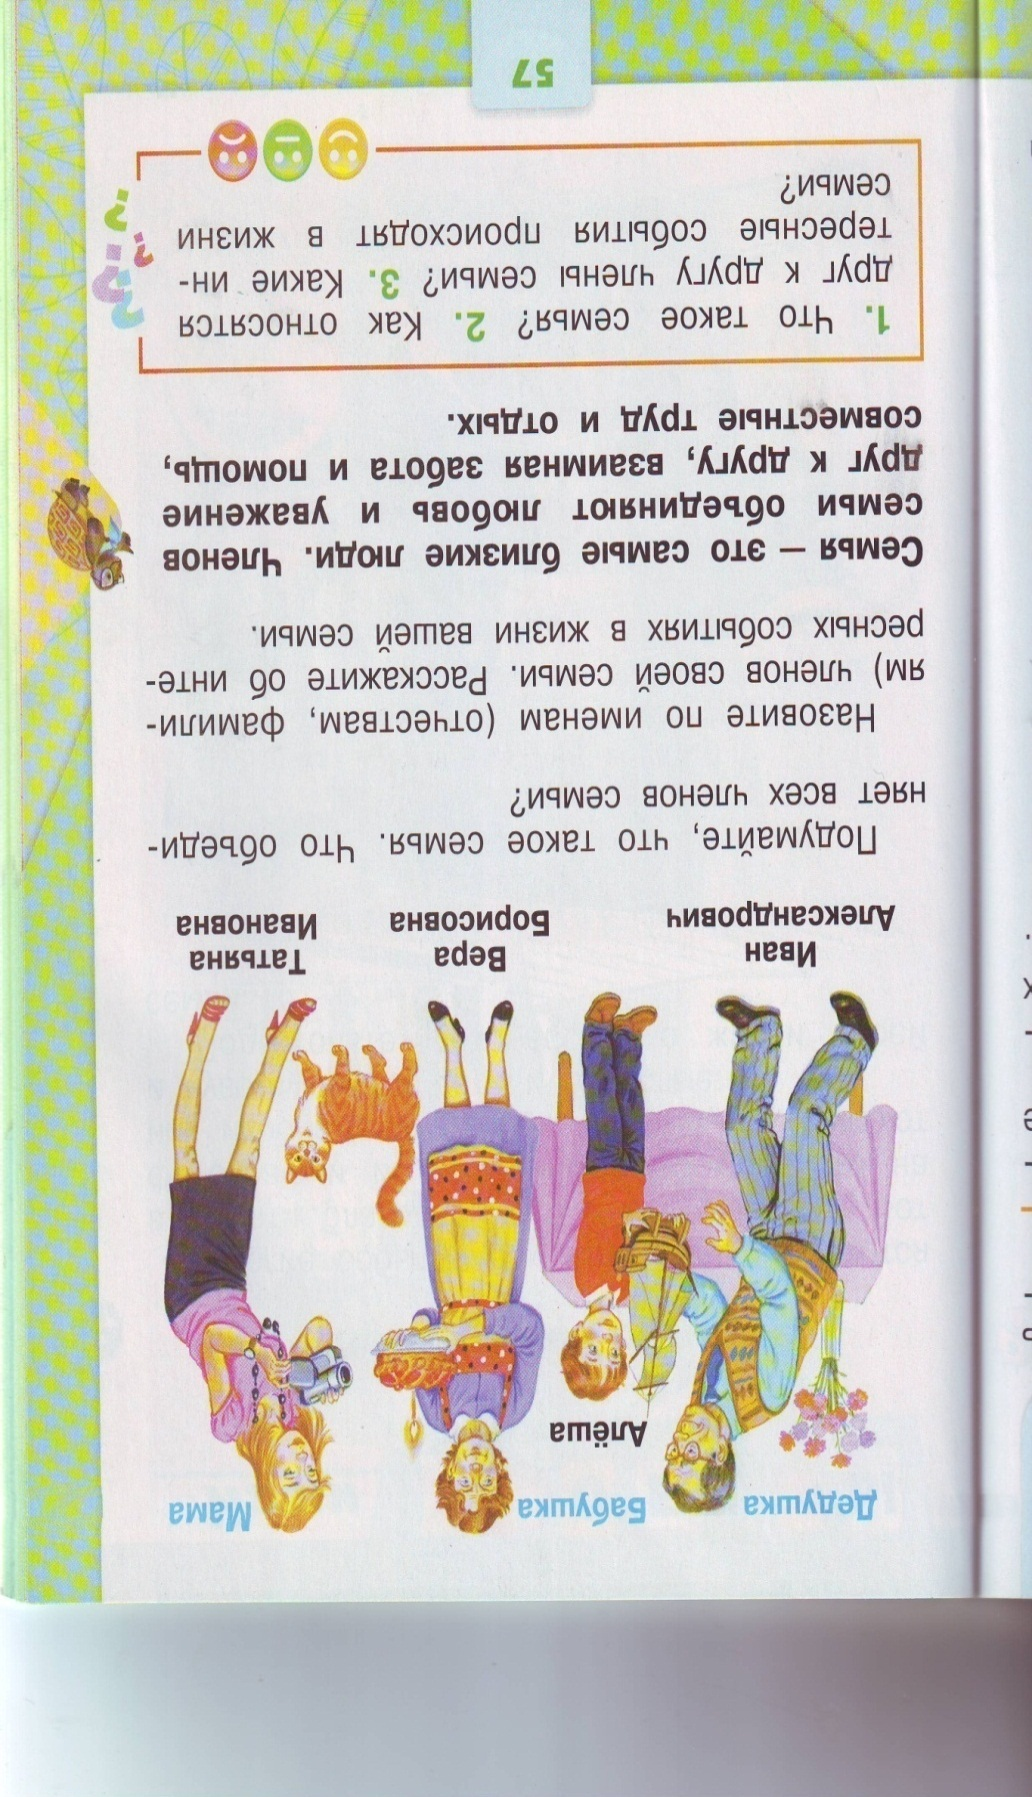 Дедушка
Бабушка
Мама
Алёша
Иван
Александрович
Вера
Борисовна
Татьяна
Ивановна
Подумайте, что такое семья. Что объеди-
няет всех членов семьи?
Назовите по именам (отчествам, фамили-
ям) членов своей семьи. Расскажите об инте-
ресных событиях в жизни вашей семьи.
Семья – это самые близкие люди. Членов
семьи объединяют любовь и уважение
друг к другу, взаимная забота и помощь,
совместные труд и отдых.
1. Что такое семья? 2. Как относятся
друг к другу члены семьи? 3. Какие ин-
тересные события происходят в жизни
семьи?
57